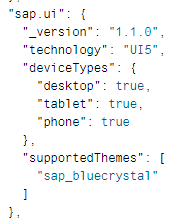 "sap.ui": {
"_version": "1.1.0",
"technology": "UI5",
"deviceTypes": {
"desktop": true,
"tablet": true,
"phone": true
},
"supportedThemes": [
"sap_bluecrystal"
]
},